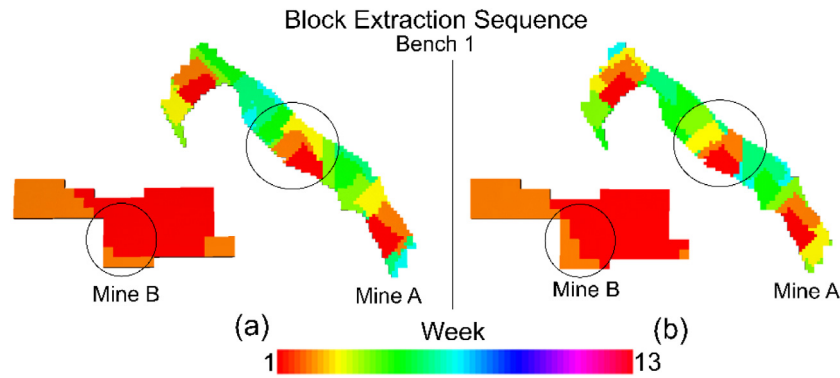 Block Extraction Sequence
Bench 1
Mine B
Mine A
Mine B
Mine A
(a)
Week
(b)
1
13